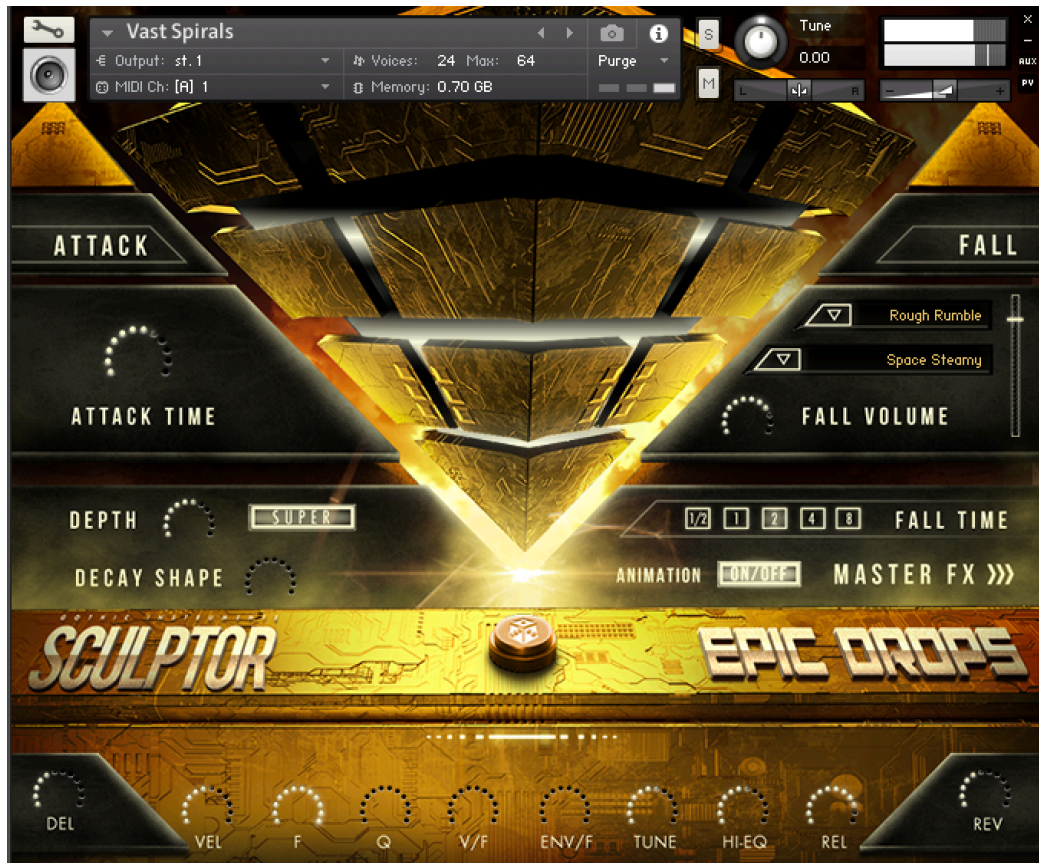 Vast Spirals
S
Tune
Output: st. 1
Voices: 24 Max: 64
Purge
0.00
AUX
MIDI Ch: [A] 1
Memory: 0.70 GB
M
L R
- +
PV
ATTACK
FALL
Rough Rumble
Space Steamy
ATTACK TIME
FALL VOLUME
DEPTH
SUPER
1/2 1 2 4 8
FALL TIME
DECAY SHAPE
ANIMATION
ON/OFF
MASTER FX
GOTHIC INSTRUMENTS
SCULPTOR
EPIC DROPS
DEL
VEL
F
Q
V/F
ENV/F
TUNE
HI-EQ
REL
REV